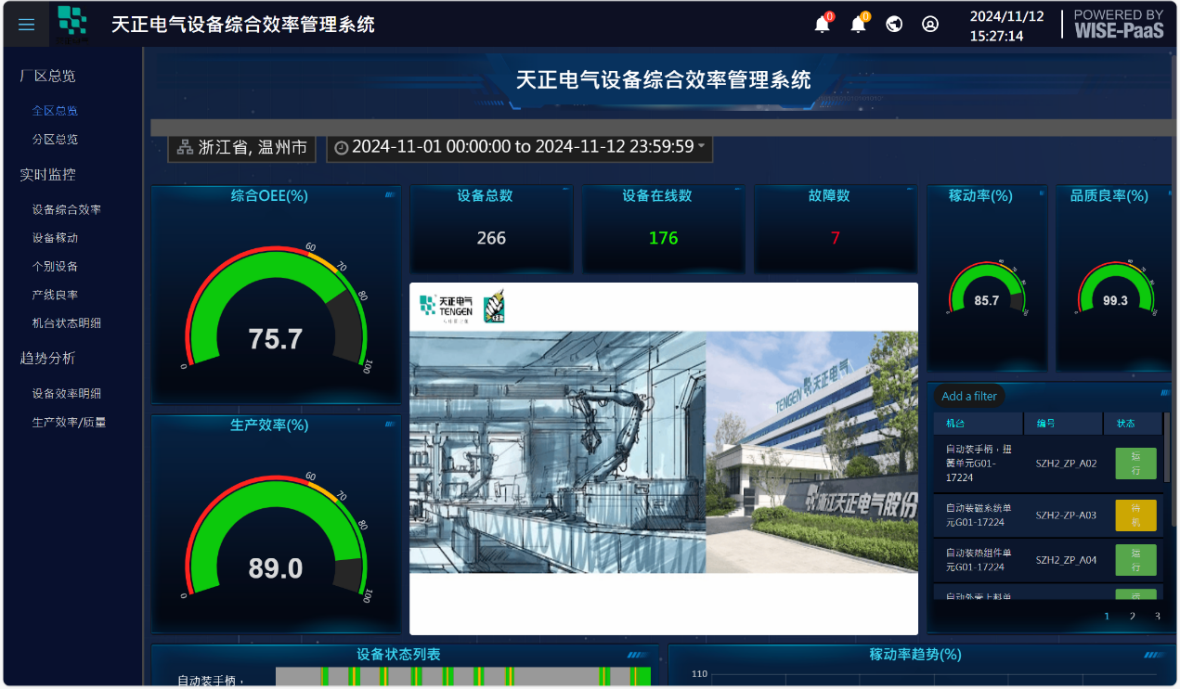 天正电气设备综合效率管理系统
0
0
2024/11/12
15:27:14
POWERED BY
WISE-PaaS
厂区总览
全区总览
分区总览
实时监控
设备综合效率
设备稼动
个别设备
产线良率
机台状态明细
趋势分析
设备效率明细
生产效率/质量
天正电气设备综合效率管理系统
浙江省, 温州市
2024-11-01 00:00:00 to 2024-11-12 23:59:59
综合OEE(%)
0
60
70
80
100
75.7
生产效率(%)
0
60
70
80
100
89.0
设备总数
266
设备在线数
176
故障数
7
天正电气
TENGEN
TENGEN 天正电气
浙江天正电气股份
稼动率(%)
85.7
品质良率(%)
99.3
Add a filter
机台 编号 状态
自动装手柄，扭
簧单元G01-
17224
SZH2_ZP_A02
运行
自动装磁系统单
元G01-17224
SZH2-ZP-A03
待机
自动装热组件单
元G01-17224
SZH2_ZP_A04
运行
自动外壳上料单
1 2 3
设备状态列表
自动装手柄，
稼动率趋势(%)
110